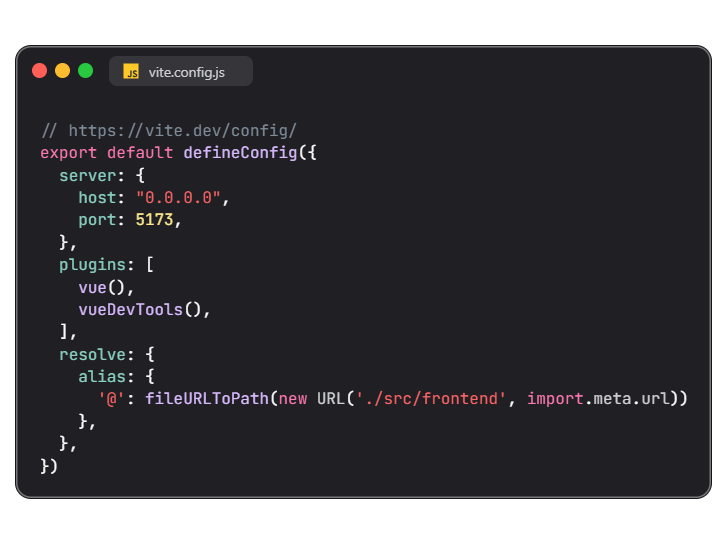 JS vite.config.js
// https://vite.dev/config/
export default defineConfig({
  server: {
    host: "0.0.0.0",
    port: 5173,
  },
  plugins: [
    vue(),
    vueDevTools(),
  ],
  resolve: {
    alias: {
      '@': fileURLToPath(new URL('./src/frontend', import.meta.url))
    },
  },
})